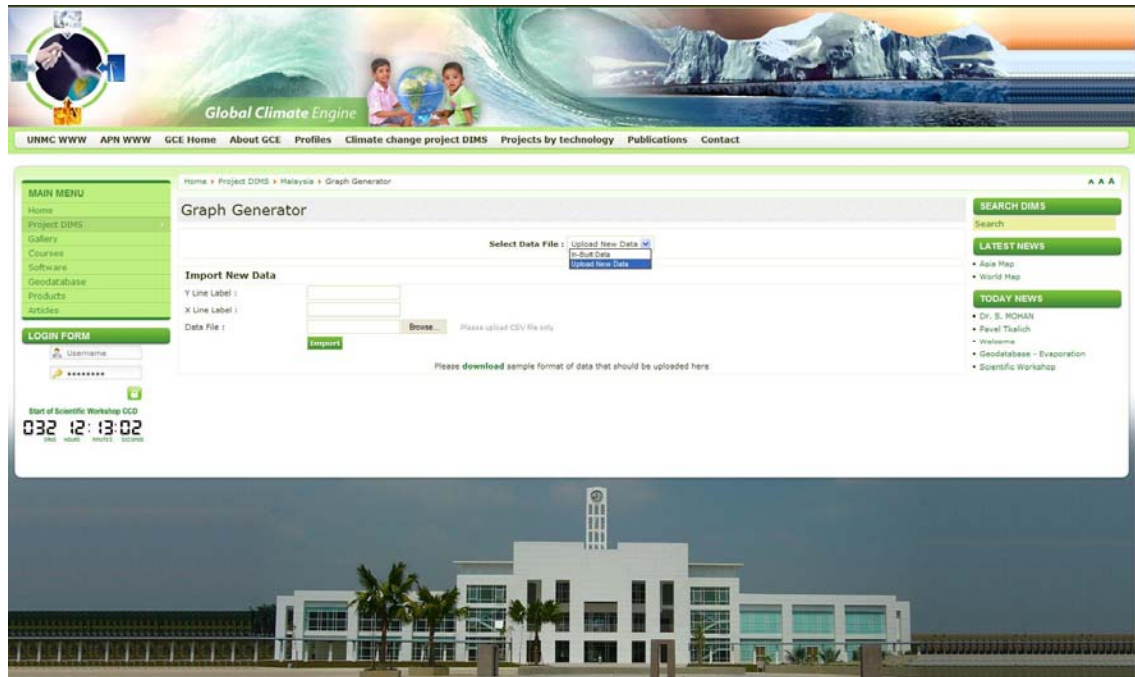 Global Climate Engine
UNMC WWW APN WWW GCE Home About GCE Profiles Climate change project DIMS Projects by technology Publications Contact
Home Project DIMS Malaysia Graph Generator
A A A
MAIN MENU
Home
Project DIMS
Gallery
Courses
Software
Geodatabase
Products
Articles
LOGIN FORM
Username
••••••••
Start of Scientific Workshop CCD
032 12:13:02
DAYS HOURS MINUTES SECONDS
Graph Generator
Select Data File : Upload New Data
In-Built Data
Upload New Data
Import New Data
Y Line Label :
X Line Label :
Data File : Browse... Please upload CSV file only
Import
Please download sample format of data that should be uploaded here
SEARCH DIMS
Search
LATEST NEWS
• Asia Map
• World Map
TODAY NEWS
• Dr. S. MOHAN
• Pavel Tkalich
• Welcome
• Geodatabase - Evaporation
• Scientific Workshop